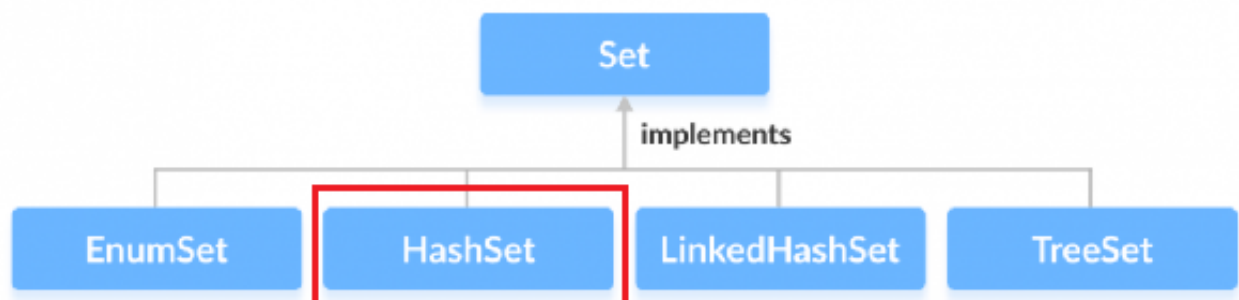 Set
implements
EnumSet
HashSet
LinkedHashSet
TreeSet